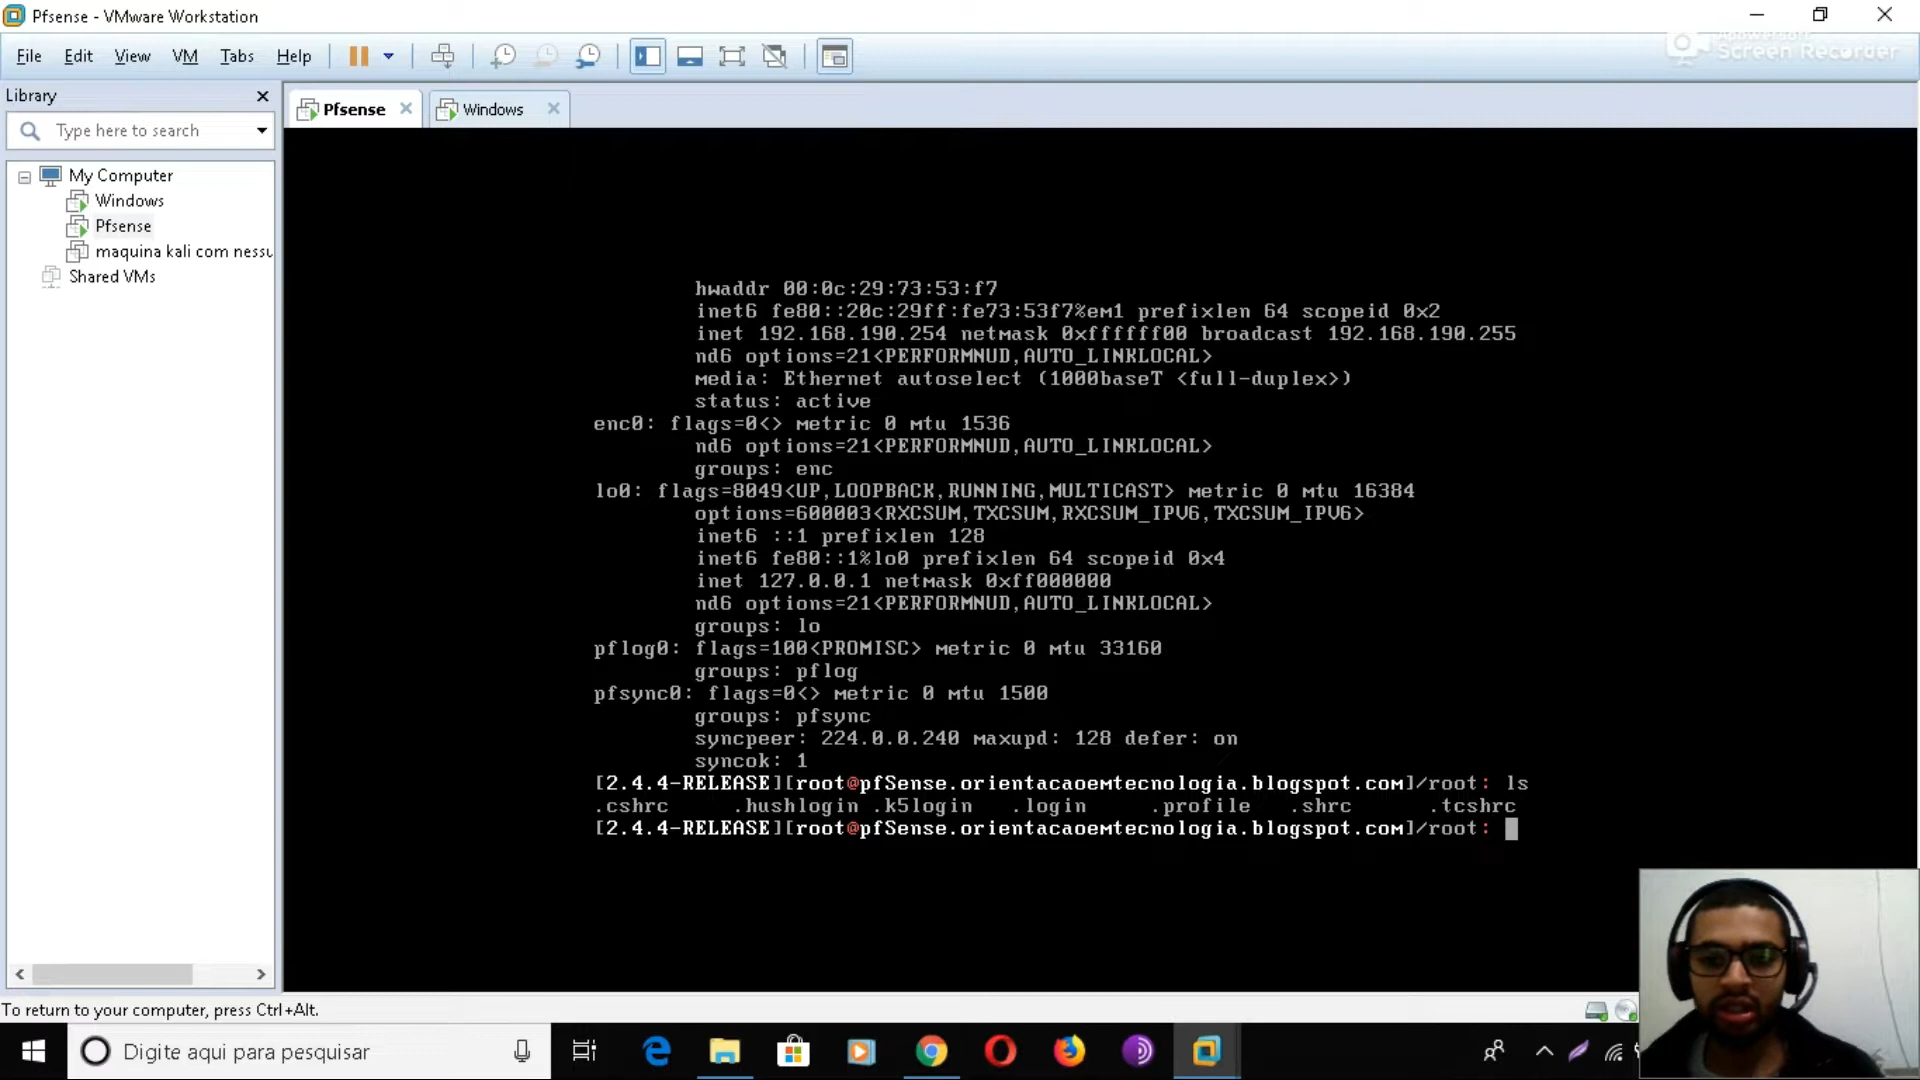 Pfsense - VMware Workstation
File Edit View VM Tabs Help
Apowersoft
Screen Recorder
Library
Type here to search
My Computer
Windows
Pfsense
maquina kali com nessu
Shared VMs
Pfsense
Windows
hwaddr 00:0c:29:73:53:f7
inet6 fe80::20c:29ff:fe73:53f7%em1 prefixlen 64 scopeid 0x2
inet 192.168.190.254 netmask 0xffffff00 broadcast 192.168.190.255
nd6 options=21<PERFORMNUD,AUTO_LINKLOCAL>
media: Ethernet autoselect (1000baseT <full-duplex>)
status: active
enc0: flags=0<> metric 0 mtu 1536
nd6 options=21<PERFORMNUD,AUTO_LINKLOCAL>
groups: enc
lo0: flags=8049<UP,LOOPBACK,RUNNING,MULTICAST> metric 0 mtu 16384
options=600003<RXCSUM,TXCSUM,RXCSUM_IPV6,TXCSUM_IPV6>
inet6 ::1 prefixlen 128
inet6 fe80::1%lo0 prefixlen 64 scopeid 0x4
inet 127.0.0.1 netmask 0xff000000
nd6 options=21<PERFORMNUD,AUTO_LINKLOCAL>
groups: lo
pflog0: flags=100<PROMISC> metric 0 mtu 33160
groups: pflog
pfsync0: flags=0<> metric 0 mtu 1500
groups: pfsync
syncpeer: 224.0.0.240 maxupd: 128 defer: on
syncok: 1
[2.4.4-RELEASE][root@pfSense.orientacaoemtecnologia.blogspot.com]/root: ls
.cshrc .hushlogin .k5login .login .profile .shrc .tcshrc
[2.4.4-RELEASE][root@pfSense.orientacaoemtecnologia.blogspot.com]/root:
To return to your computer, press Ctrl+Alt.
Digite aqui para pesquisar